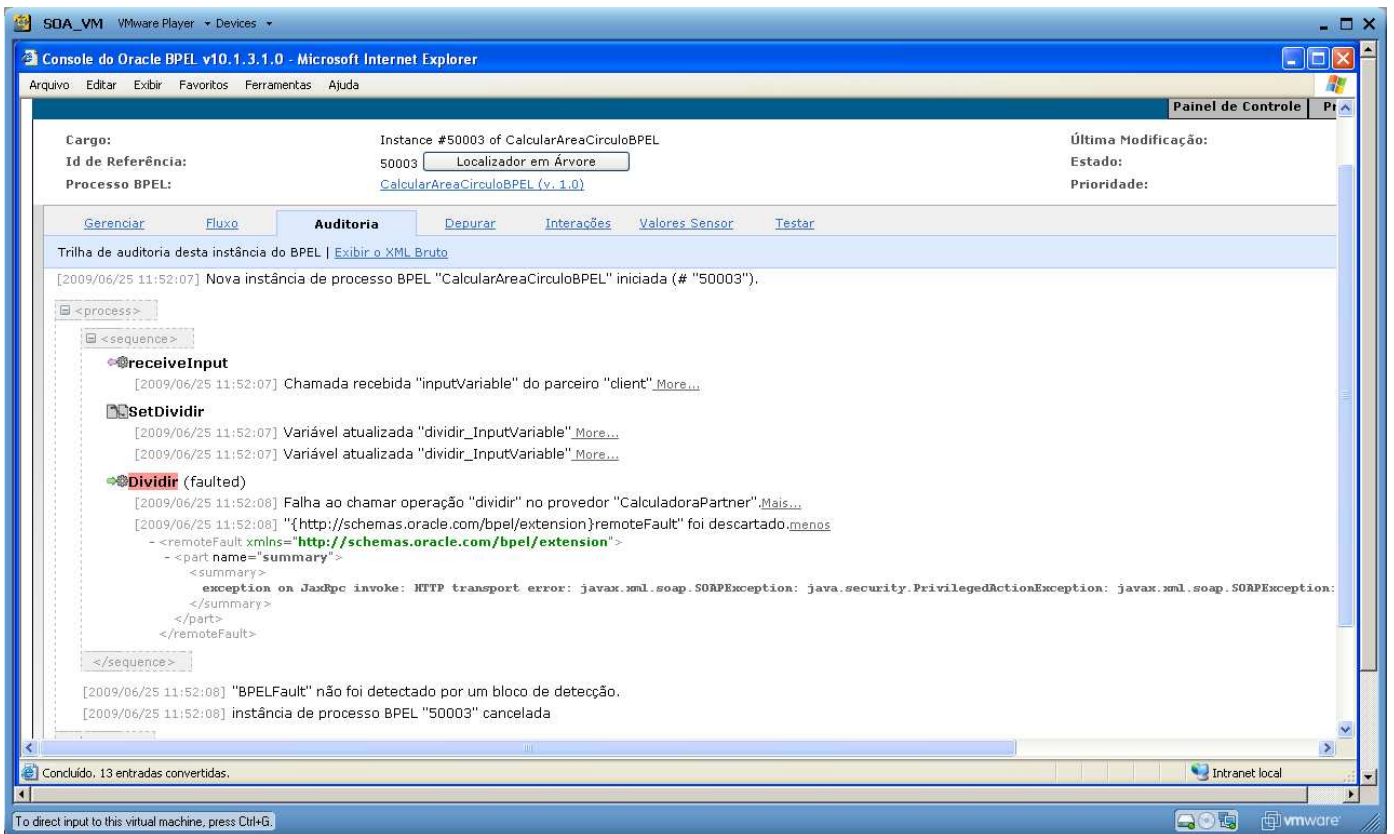 SOA_VM VMware Player Devices
Console do Oracle BPEL v10.1.3.1.0 - Microsoft Internet Explorer
Arquivo Editar Exibir Favoritos Ferramentas Ajuda
Painel de Controle
Cargo: Instance #50003 of CalcularAreaCirculoBPEL Última Modificação:
Id de Referência: 50003 Localizador em Árvore Estado:
Processo BPEL: CalcularAreaCirculoBPEL (v. 1.0) Prioridade:
Gerenciar Fluxo Auditoria Depurar Interações Valores Sensor Testar
Trilha de auditoria desta instância do BPEL | Exibir o XML Bruto
[2009/06/25 11:52:07] Nova instância de processo BPEL "CalcularAreaCirculoBPEL" iniciada (# "50003").
<process>
<sequence>
receiveInput
[2009/06/25 11:52:07] Chamada recebida "inputVariable" do parceiro "client" More...
SetDividir
[2009/06/25 11:52:07] Variável atualizada "dividir_InputVariable" More...
[2009/06/25 11:52:07] Variável atualizada "dividir_InputVariable" More...
Dividir (faulted)
[2009/06/25 11:52:08] Falha ao chamar operação "dividir" no provedor "CalculadoraPartner".Mais...
[2009/06/25 11:52:08] "{http://schemas.oracle.com/bpel/extension}remoteFault" foi descartado.menos
- <remoteFault xmlns="http://schemas.oracle.com/bpel/extension">
- <part name="summary">
<summary>
exception on JaxRpc invoke: HTTP transport error: javax.xml.soap.SOAPException: java.security.PrivilegedActionException: javax.xml.soap.SOAPException:
</summary>
</part>
</remoteFault>
</sequence>
[2009/06/25 11:52:08] "BPELFault" não foi detectado por um bloco de detecção.
[2009/06/25 11:52:08] instância de processo BPEL "50003" cancelada
Concluído. 13 entradas convertidas. Intranet local
To direct input to this virtual machine, press Ctrl+G. vmware